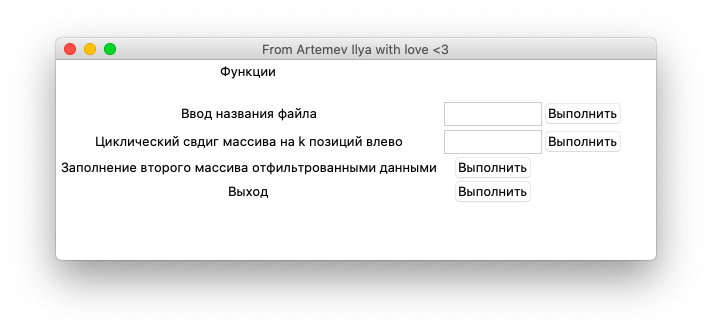 From Artemev Ilya with love <3
Функции
Ввод названия файла Выполнить
Циклический свдиг массива на k позиций влево Выполнить
Заполнение второго массива отфильтрованными данными Выполнить
Выход Выполнить